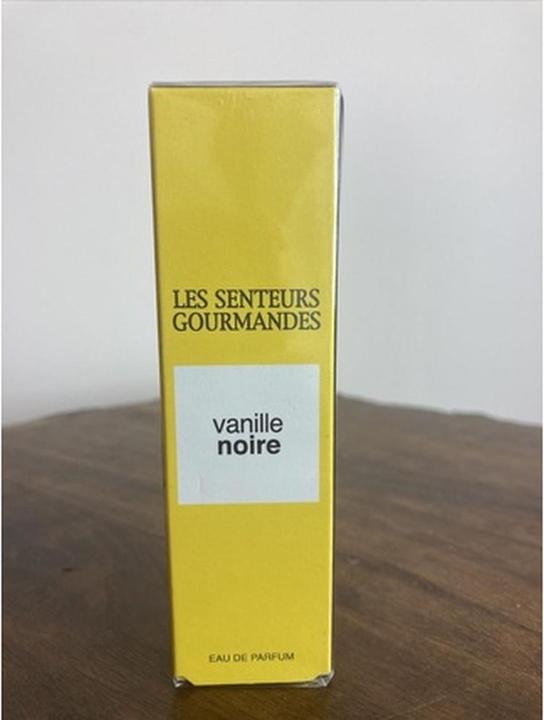 LES SENTEURS
GOURMANDES
vanille
noire
EAU DE PARFUM